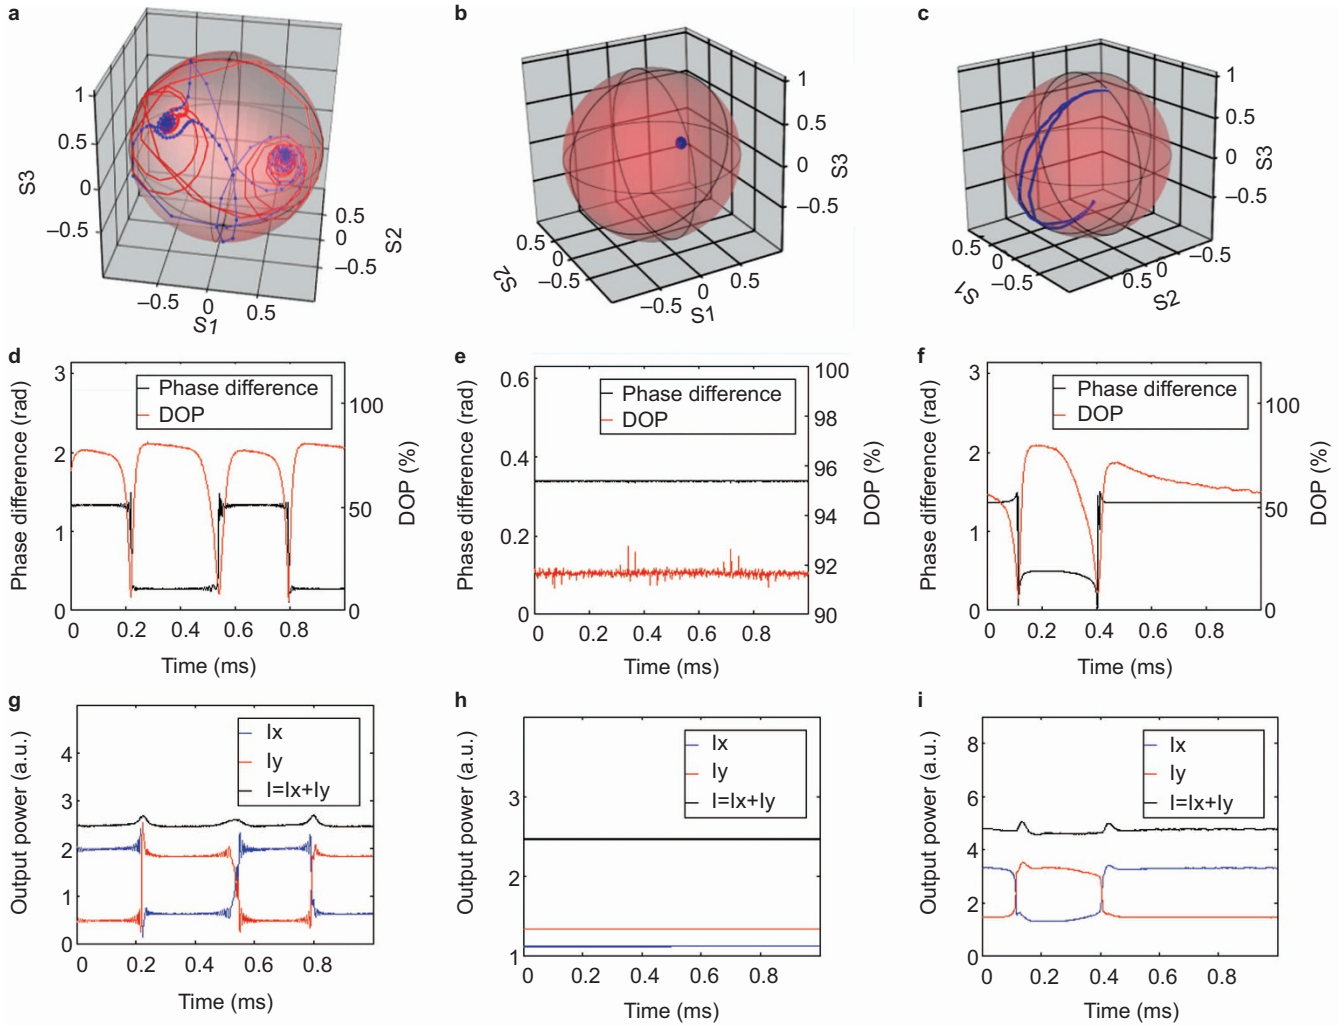 a
1
0.5
0
–0.5
S3
–0.5
0
0.5
S1
0.5
0
–0.5
S2
b
1
0.5
0
–0.5
S3
0.5
0
–0.5
S2
–0.5
0
0.5
S1
c
1
0.5
0
–0.5
S3
0.5
0
–0.5
S1
0.5
0
–0.5
S2
d
Phase difference (rad)
3
2
1
0
Phase difference
DOP
100
50
0
DOP (%)
0
0.2
0.4
0.6
0.8
Time (ms)
e
Phase difference (rad)
0.6
0.4
0.2
0
Phase difference
DOP
100
98
96
94
92
90
DOP (%)
0
0.2
0.4
0.6
0.8
Time (ms)
f
Phase difference (rad)
3
2
1
0
Phase difference
DOP
100
50
0
DOP (%)
0
0.2
0.4
0.6
0.8
Time (ms)
g
Output power (a.u.)
4
3
2
1
0
Ix
Iy
I=Ix+Iy
0
0.2
0.4
0.6
0.8
Time (ms)
h
Output power (a.u.)
3
2
1
Ix
Iy
I=Ix+Iy
0
0.2
0.4
0.6
0.8
Time (ms)
i
Output power (a.u.)
8
6
4
2
0
Ix
Iy
I=Ix+Iy
0
0.2
0.4
0.6
0.8
Time (ms)